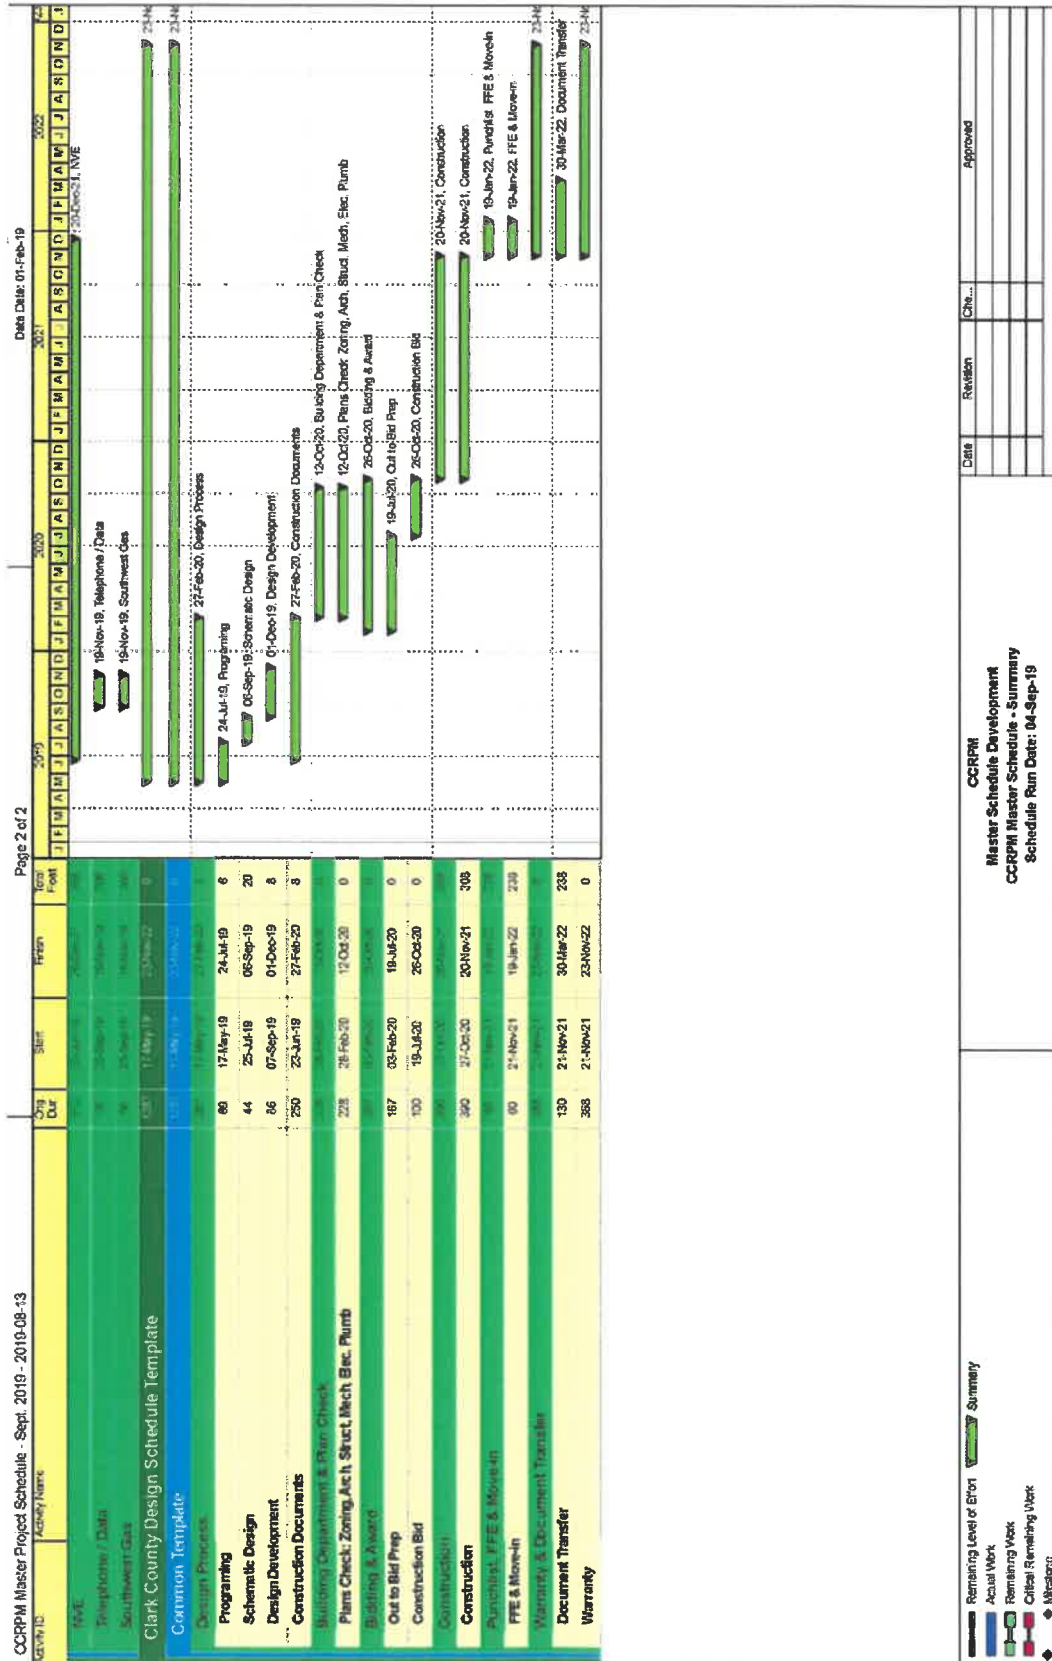 CCRPM Master Project Schedule - Sept. 2019 - 2019-08-13
Page 2 of 2
Data Date: 01-Feb-19
Activity ID Activity Name Orig Dur Start Finish Total Float 2019 2020 2021 2022
J F M A M J J A S O N D J F M A M J J A S O N D J F M A M J J A S O N D J F M A M J J A S O N D J
NVE 20-Dec-21, NVE
Telephone / Data 19-Nov-19, Telephone / Data
Southwest Gas 19-Nov-19, Southwest Gas
Clark County Design Schedule Template 0
Common Template
Design Process 27-Feb-20, Design Process
Programing 69 17-May-19 24-Jul-19 6 24-Jul-19, Programing
Schematic Design 44 25-Jul-19 06-Sep-19 20 06-Sep-19, Schematic Design
Design Development 86 07-Sep-19 01-Dec-19 8 01-Dec-19, Design Development
Construction Documents 250 23-Jun-19 27-Feb-20 8 27-Feb-20, Construction Documents
Building Department & Plan Check 12-Oct-20, Building Department & Plan Check
Plans Check: Zoning, Arch, Struct, Mech, Elec, Plumb 228 28-Feb-20 12-Oct-20 0 12-Oct-20, Plans Check: Zoning, Arch, Struct, Mech, Elec, Plumb
Bidding & Award 26-Oct-20, Bidding & Award
Out to Bid Prep 167 03-Feb-20 19-Jul-20 0 19-Jul-20, Out to Bid Prep
Construction Bid 100 19-Jul-20 26-Oct-20 0 26-Oct-20, Construction Bid
Construction 20-Nov-21, Construction
Construction 390 27-Oct-20 20-Nov-21 308 20-Nov-21, Construction
Punchlist, FFE & Move-in 19-Jan-22, Punchlist, FFE & Move-in
FFE & Move-in 60 21-Nov-21 19-Jan-22 238 19-Jan-22, FFE & Move-in
Warranty & Document Transfer 23-No
Document Transfer 130 21-Nov-21 30-Mar-22 238 30-Mar-22, Document Transfer
Warranty 368 21-Nov-21 23-Nov-22 0 23-No
Remaining Level of Effort Summary
Actual Work
Remaining Work
Critical Remaining Work
Milestone
CCRPM
Master Schedule Development
CCRPM Master Schedule - Summary
Schedule Run Date: 04-Sep-19
Date Revision Che... Approved